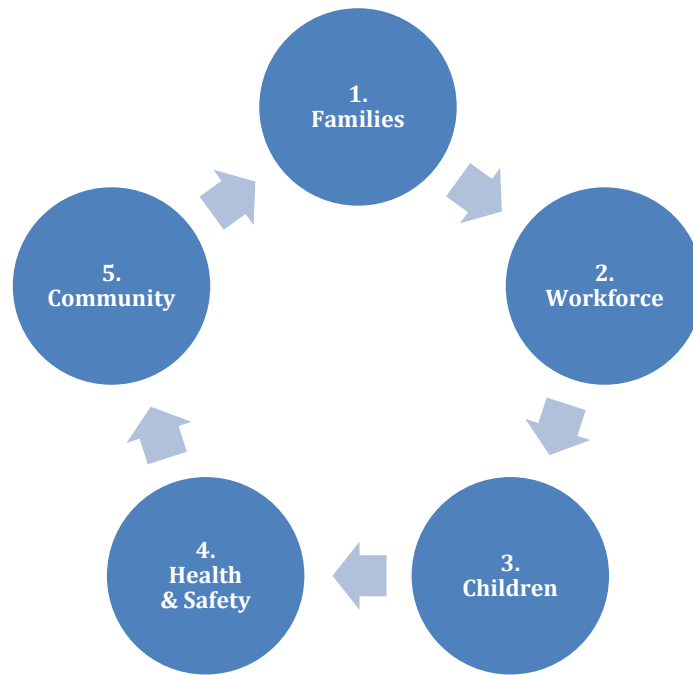 1.
Families
2.
Workforce
3.
Children
4.
Health
& Safety
5.
Community